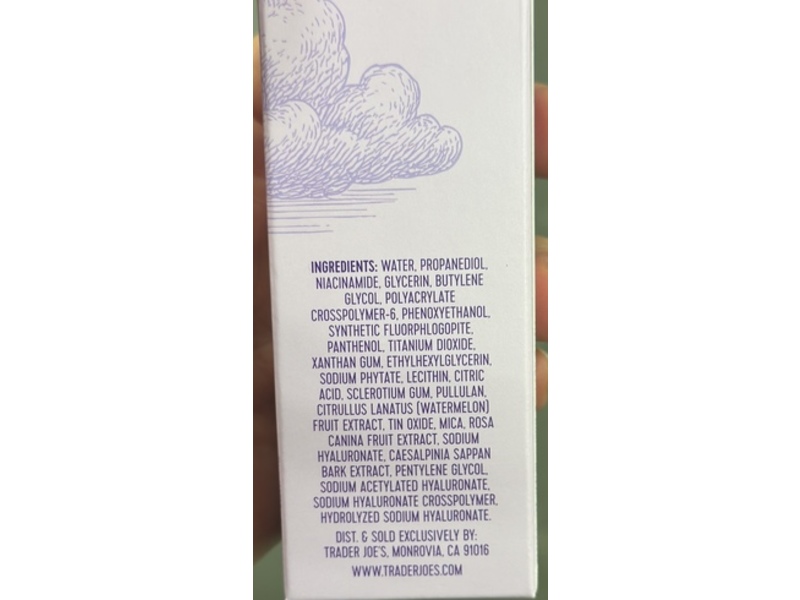 INGREDIENTS: WATER, PROPANEDIOL,
NIACINAMIDE, GLYCERIN, BUTYLENE
GLYCOL, POLYACRYLATE
CROSSPOLYMER-6, PHENOXYETHANOL,
SYNTHETIC FLUORPHLOGOPITE,
PANTHENOL, TITANIUM DIOXIDE,
XANTHAN GUM, ETHYLHEXYLGLYCERIN,
SODIUM PHYTATE, LECITHIN, CITRIC
ACID, SCLEROTIUM GUM, PULLULAN,
CITRULLUS LANATUS (WATERMELON)
FRUIT EXTRACT, TIN OXIDE, MICA, ROSA
CANINA FRUIT EXTRACT, SODIUM
HYALURONATE, CAESALPINIA SAPPAN
BARK EXTRACT, PENTYLENE GLYCOL,
SODIUM ACETYLATED HYALURONATE,
SODIUM HYALURONATE CROSSPOLYMER,
HYDROLYZED SODIUM HYALURONATE.
DIST. & SOLD EXCLUSIVELY BY:
TRADER JOE'S, MONROVIA, CA 91016
WWW.TRADERJOES.COM